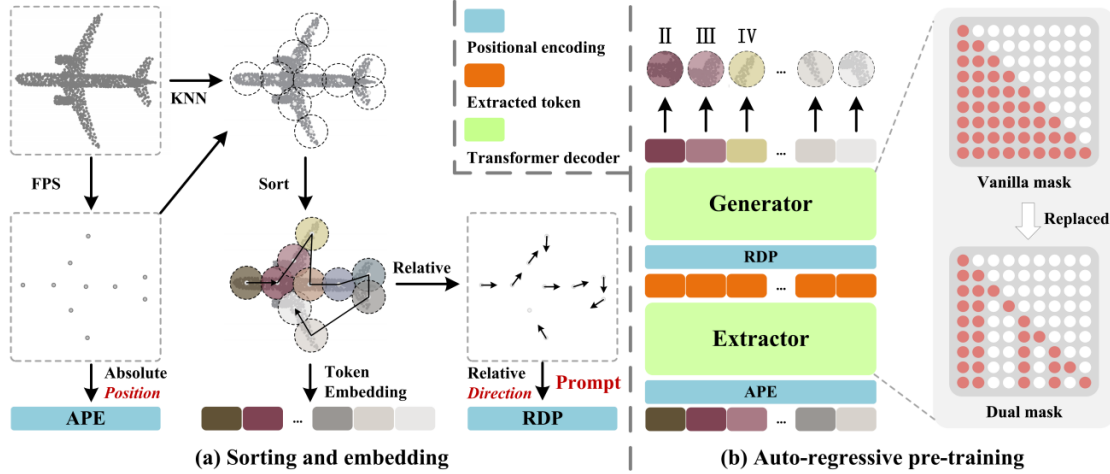 KNN
FPS
Sort
Relative
Absolute
Position
APE
Token
Embedding
Relative
Direction
Prompt
RDP
(a) Sorting and embedding
Positional encoding
Extracted token
Transformer decoder
II
III
IV
...
...
Generator
RDP
...
Extractor
APE
...
(b) Auto-regressive pre-training
Vanilla mask
Replaced
Dual mask
...